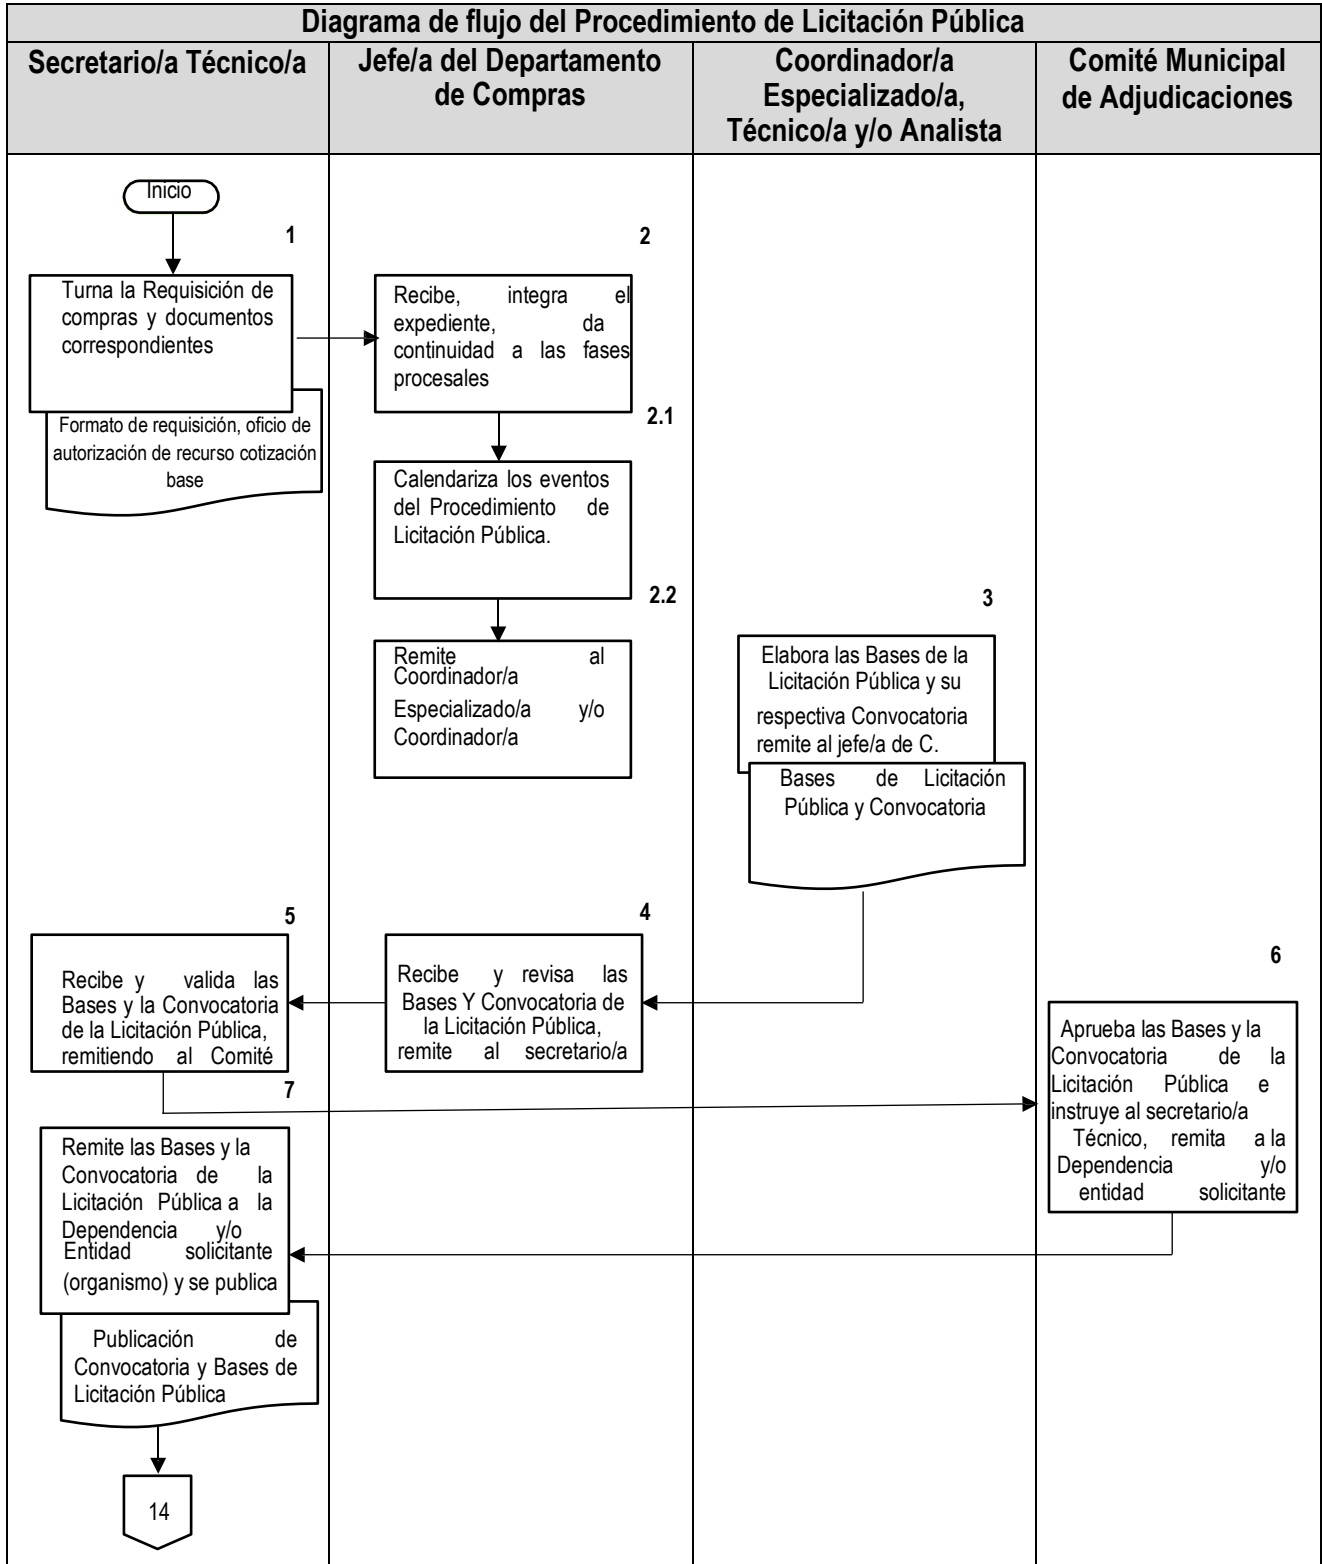 Diagrama de flujo del Procedimiento de Licitación Pública
Secretario/a Técnico/a
Jefe/a del Departamento
de Compras
Coordinador/a
Especializado/a,
Técnico/a y/o Analista
Comité Municipal
de Adjudicaciones
Inicio
1
Turna la Requisición de
compras y documentos
correspondientes
Formato de requisición, oficio de
autorización de recurso cotización
base
2
Recibe, integra el
expediente, da
continuidad a las fases
procesales
2.1
Calendariza los eventos
del Procedimiento de
Licitación Pública.
2.2
Remite al
Coordinador/a
Especializado/a y/o
Coordinador/a
3
Elabora las Bases de la
Licitación Pública y su
respectiva Convocatoria
remite al jefe/a de C.
Bases de Licitación
Pública y Convocatoria
4
Recibe y revisa las
Bases Y Convocatoria de
la Licitación Pública,
remite al secretario/a
5
Recibe y valida las
Bases y la Convocatoria
de la Licitación Pública,
remitiendo al Comité
6
Aprueba las Bases y la
Convocatoria de la
Licitación Pública e
instruye al secretario/a
Técnico, remita a la
Dependencia y/o
entidad solicitante
7
Remite las Bases y la
Convocatoria de la
Licitación Pública a la
Dependencia y/o
Entidad solicitante
(organismo) y se publica
Publicación de
Convocatoria y Bases de
Licitación Pública
14